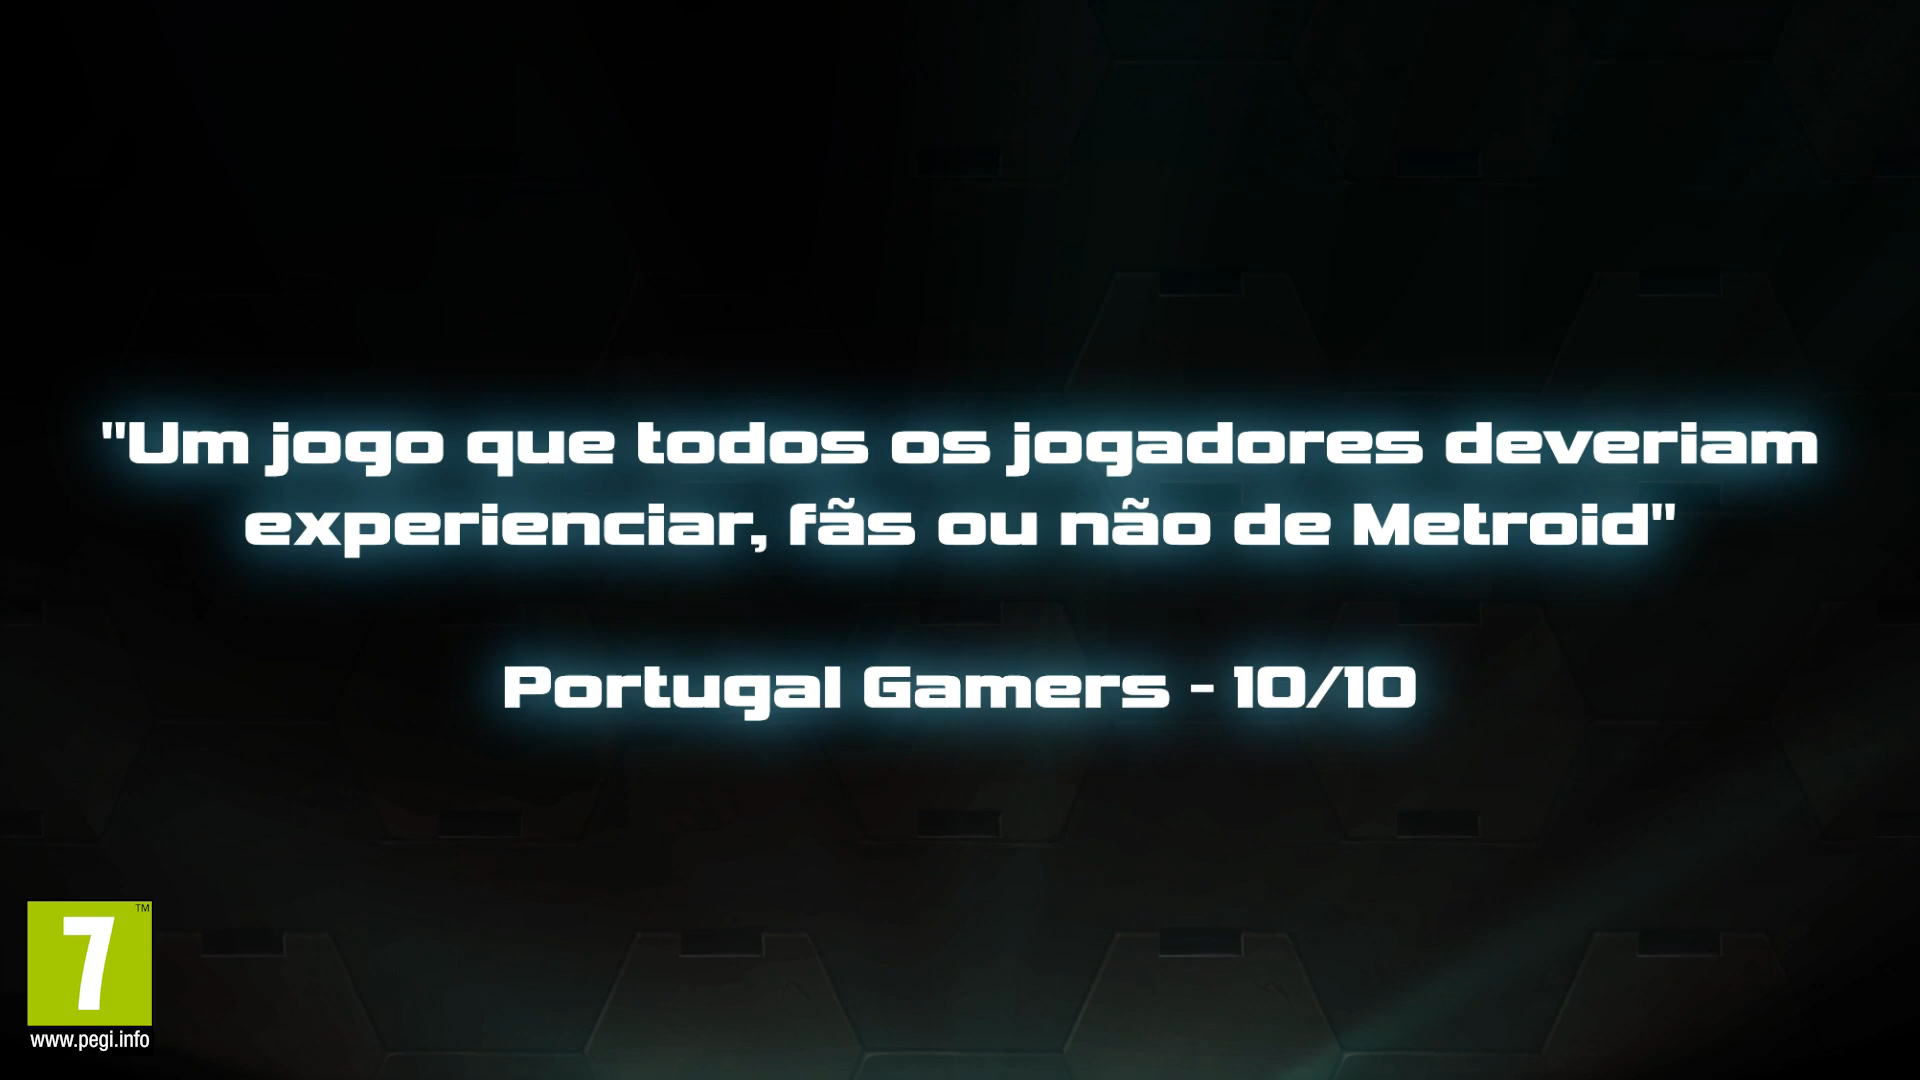 "Um jogo que todos os jogadores deveriam
experienciar, fãs ou não de Metroid"
Portugal Gamers - 10/10
7
TM
www.pegi.info